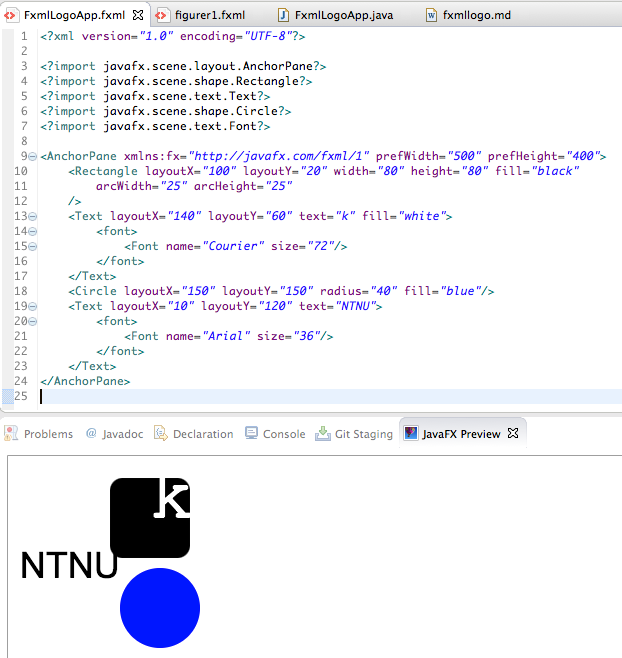 FxmlLogoApp.fxml figurer1.fxml FxmlLogoApp.java fxmllogo.md
1 <?xml version="1.0" encoding="UTF-8"?>
2
3 <?import javafx.scene.layout.AnchorPane?>
4 <?import javafx.scene.shape.Rectangle?>
5 <?import javafx.scene.text.Text?>
6 <?import javafx.scene.shape.Circle?>
7 <?import javafx.scene.text.Font?>
8
9 <AnchorPane xmlns:fx="http://javafx.com/fxml/1" prefWidth="500" prefHeight="400">
10 <Rectangle layoutX="100" layoutY="20" width="80" height="80" fill="black"
11 arcWidth="25" arcHeight="25"
12 />
13 <Text layoutX="140" layoutY="60" text="k" fill="white">
14 <font>
15 <Font name="Courier" size="72"/>
16 </font>
17 </Text>
18 <Circle layoutX="150" layoutY="150" radius="40" fill="blue"/>
19 <Text layoutX="10" layoutY="120" text="NTNU">
20 <font>
21 <Font name="Arial" size="36"/>
22 </font>
23 </Text>
24 </AnchorPane>
25
Problems @ Javadoc Declaration Console Git Staging JavaFX Preview
k
NTNU